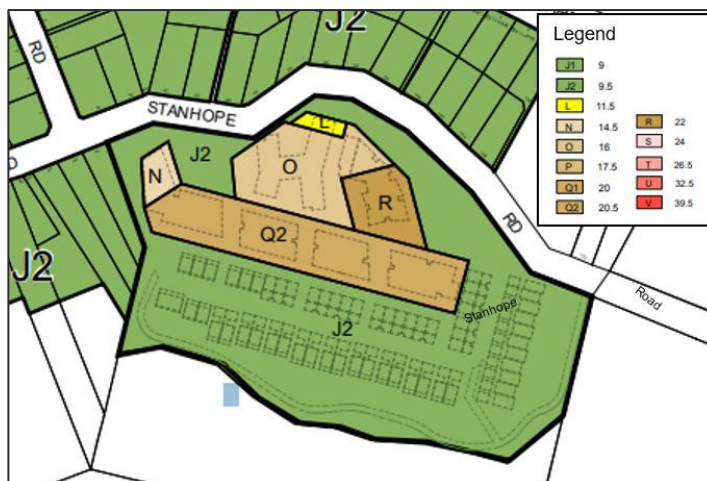 J2
RD
STANHOPE
L
J2
N
O
R
Q2
RD
J2
Stanhope
Road
J2
Legend
J1 9
J2 9.5
L 11.5
N 14.5
O 16
P 17.5
Q1 20
Q2 20.5
R 22
S 24
T 26.5
U 32.5
V 39.5